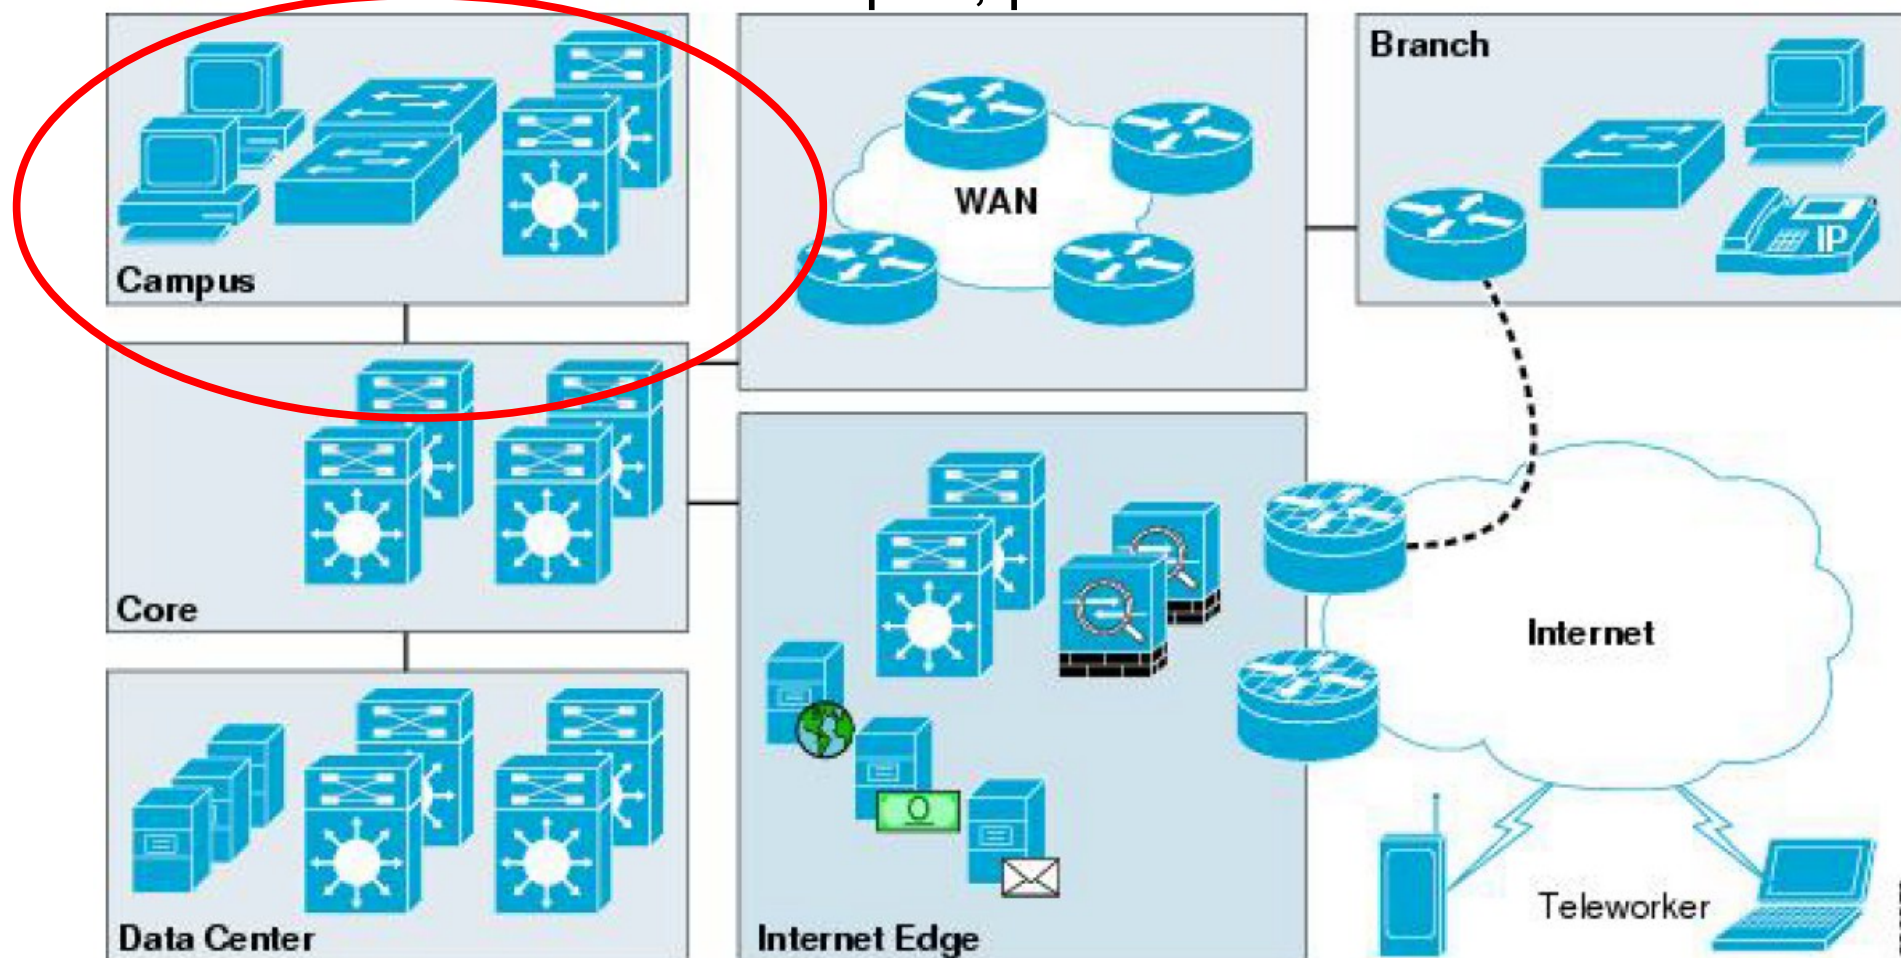 Branch
WAN
IP
Campus
Core
Internet
Teleworker
Data Center
Internet Edge